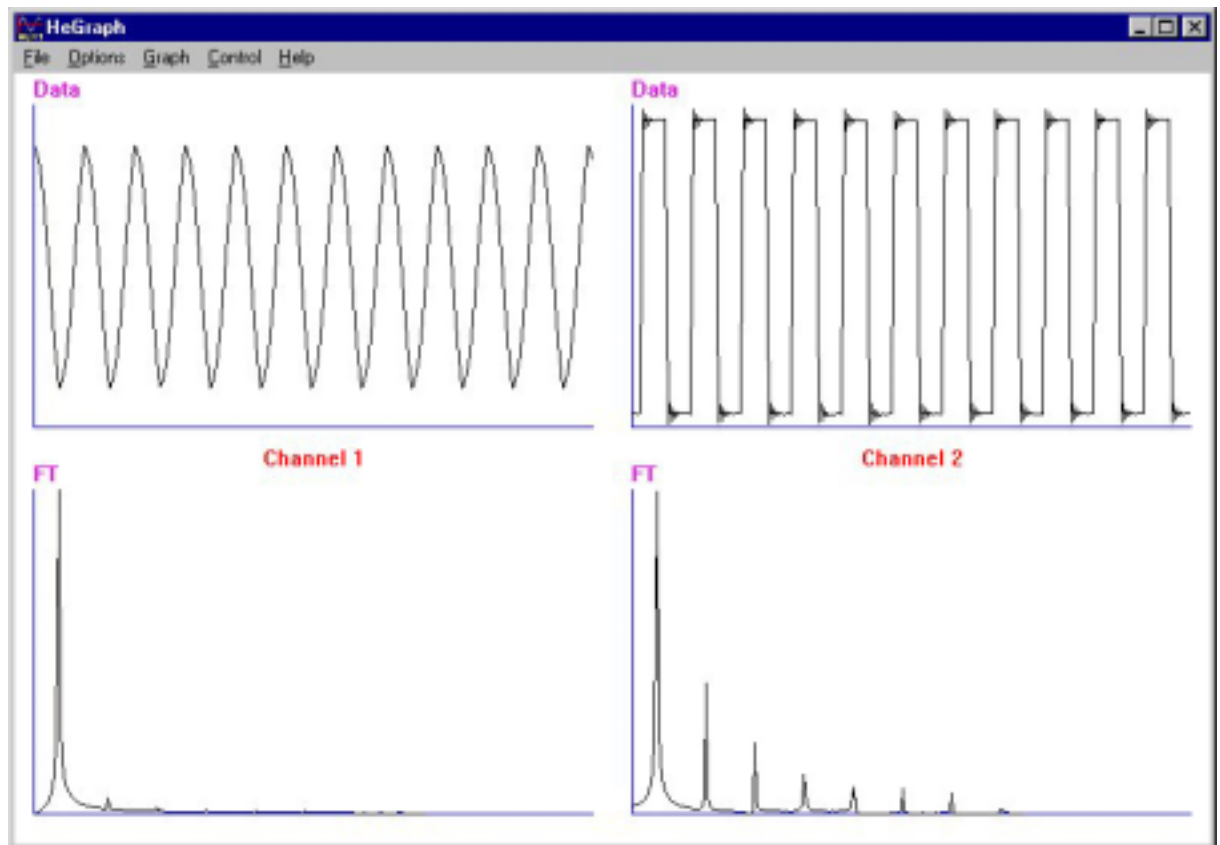 HeGraph
File Options Graph Control Help
Data
Data
Channel 1
Channel 2
FT
FT